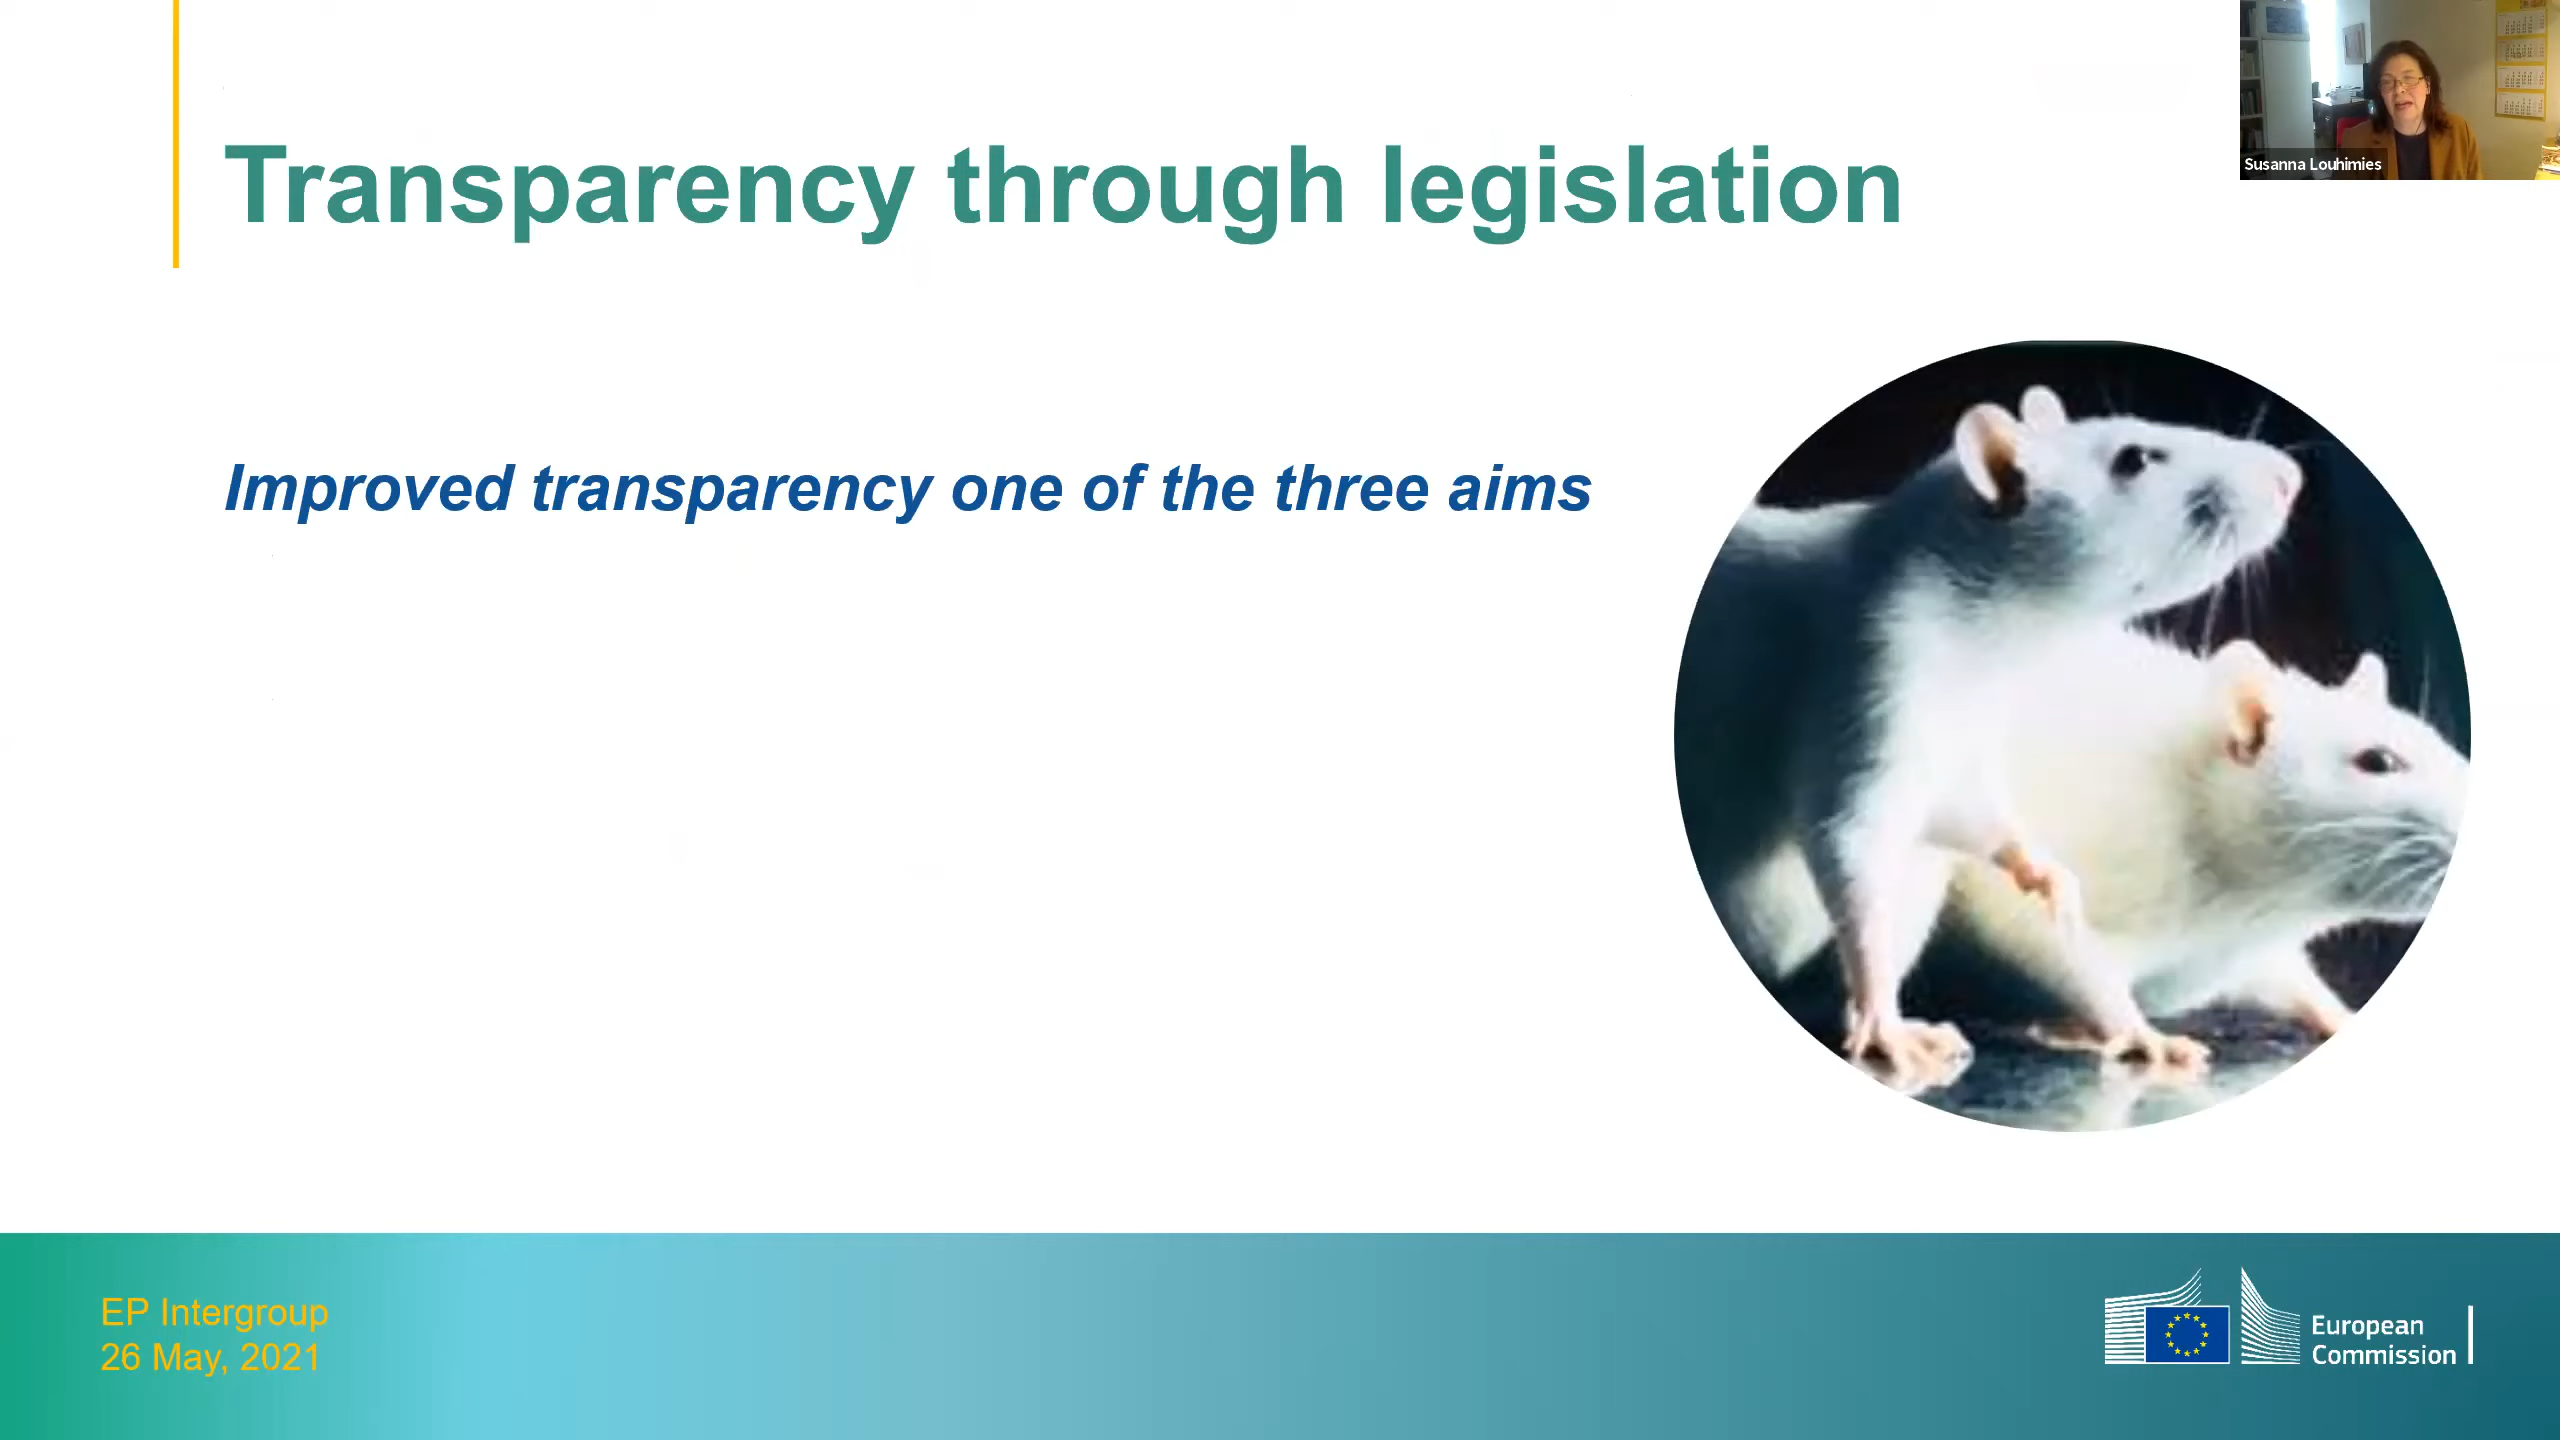 Transparency through legislation
Susanna Louhimies
Improved transparency one of the three aims
EP Intergroup
26 May, 2021
European
Commission